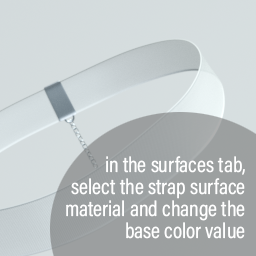 in the surfaces tab,
select the strap surface
material and change the
base color value